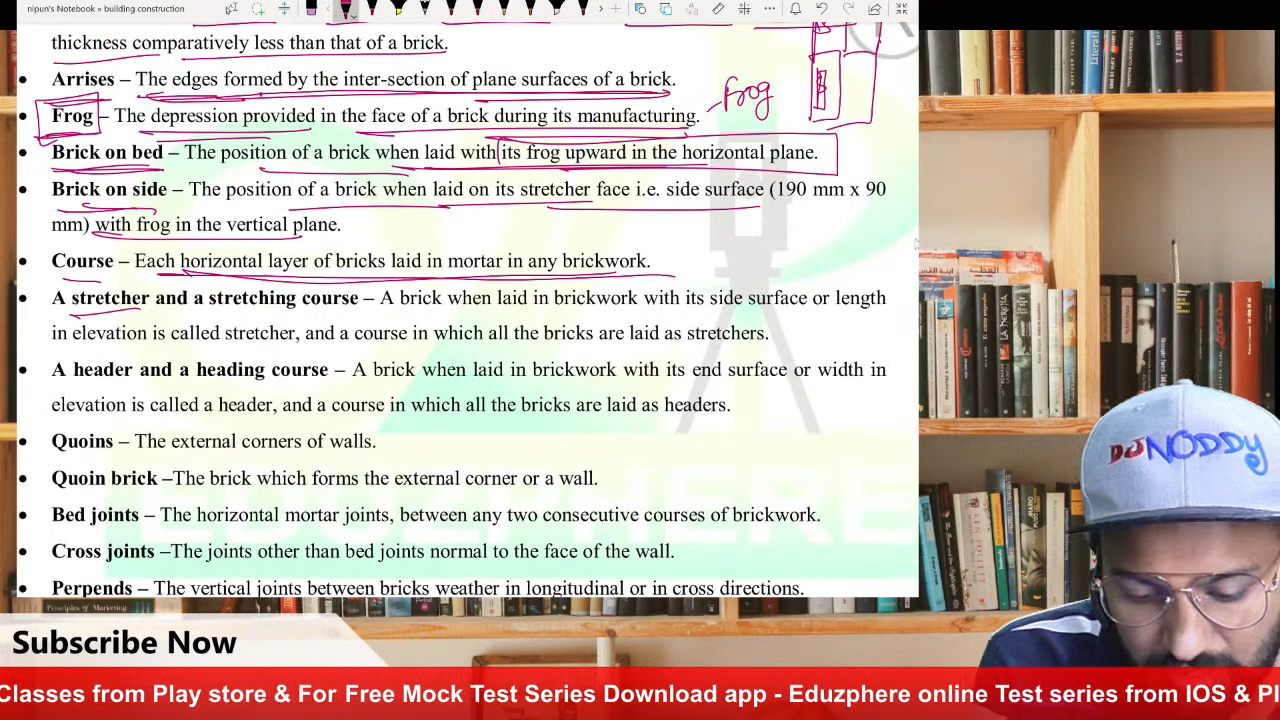 nipun's Notebook » building construction
thickness comparatively less than that of a brick.
• Arrises – The edges formed by the inter-section of plane surfaces of a brick.
-frog
• Frog – The depression provided in the face of a brick during its manufacturing.
• Brick on bed – The position of a brick when laid with its frog upward in the horizontal plane.
• Brick on side – The position of a brick when laid on its stretcher face i.e. side surface (190 mm x 90
mm) with frog in the vertical plane.
• Course – Each horizontal layer of bricks laid in mortar in any brickwork.
• A stretcher and a stretching course – A brick when laid in brickwork with its side surface or length
in elevation is called stretcher, and a course in which all the bricks are laid as stretchers.
• A header and a heading course – A brick when laid in brickwork with its end surface or width in
elevation is called a header, and a course in which all the bricks are laid as headers.
• Quoins – The external corners of walls.
• Quoin brick –The brick which forms the external corner or a wall.
• Bed joints – The horizontal mortar joints, between any two consecutive courses of brickwork.
• Cross joints –The joints other than bed joints normal to the face of the wall.
• Perpends – The vertical joints between bricks weather in longitudinal or in cross directions.
DJ NODDY
Principles of Marketing
Subscribe Now
Classes from Play store & For Free Mock Test Series Download app - Eduzphere online Test series from IOS & Pl